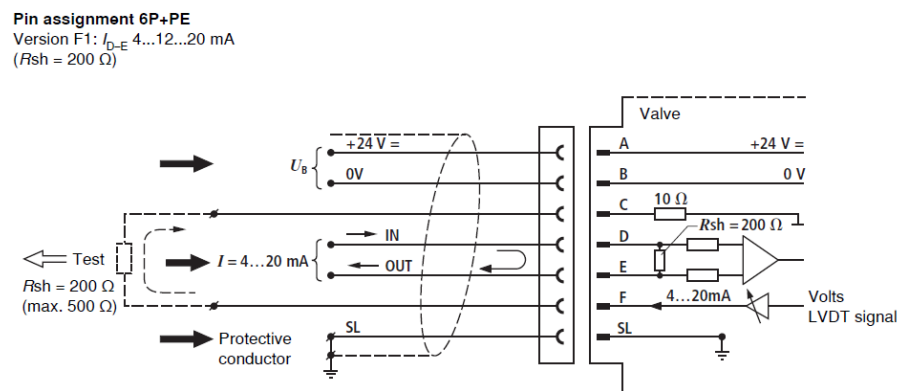 Pin assignment 6P+PE
Version F1: I_D–E 4...12...20 mA
(Rsh = 200 Ω)
Valve
+24 V =
A
+24 V =
U_B
0V
B
0 V
C
10 Ω
Rsh = 200 Ω
IN
D
Test
I = 4...20 mA
OUT
E
Rsh = 200 Ω
(max. 500 Ω)
F
4...20mA
Volts
LVDT signal
SL
SL
Protective
conductor